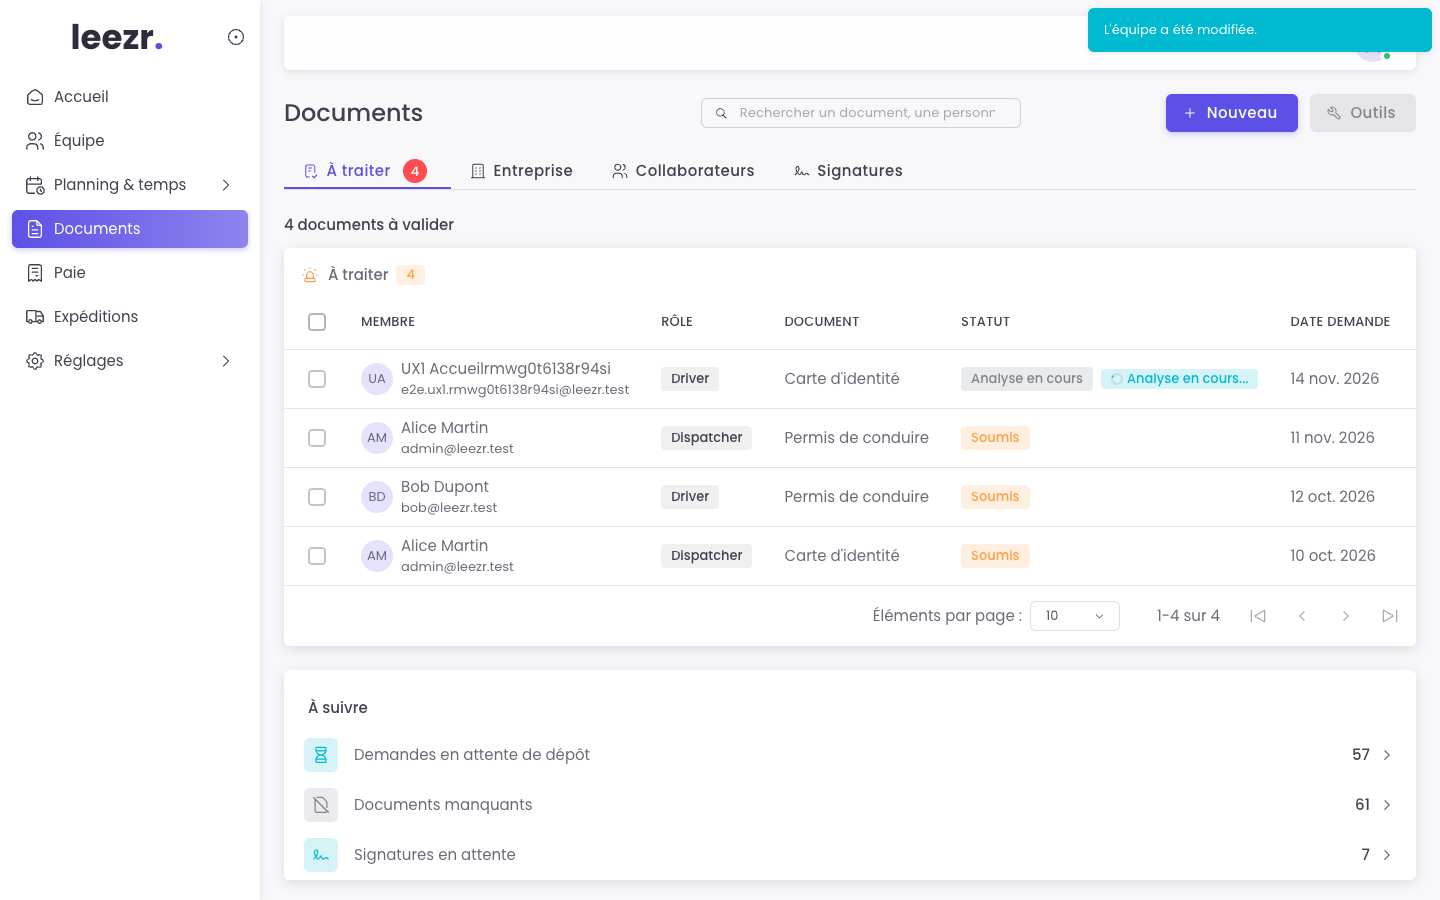 leezr.
L'équipe a été modifiée.
Accueil
Équipe
Planning & temps
Documents
Paie
Expéditions
Réglages
Documents
Rechercher un document, une personn
Nouveau
Outils
À traiter 4
Entreprise
Collaborateurs
Signatures
4 documents à valider
À traiter 4
MEMBRE RÔLE DOCUMENT STATUT DATE DEMANDE
UA UX1 Accueilrmwg0t6138r94si Driver Carte d'identité Analyse en cours Analyse en cours... 14 nov. 2026
e2e.ux1.rmwg0t6138r94si@leezr.test
AM Alice Martin Dispatcher Permis de conduire Soumis 11 nov. 2026
admin@leezr.test
BD Bob Dupont Driver Permis de conduire Soumis 12 oct. 2026
bob@leezr.test
AM Alice Martin Dispatcher Carte d'identité Soumis 10 oct. 2026
admin@leezr.test
Éléments par page : 10 1-4 sur 4
À suivre
Demandes en attente de dépôt 57
Documents manquants 61
Signatures en attente 7